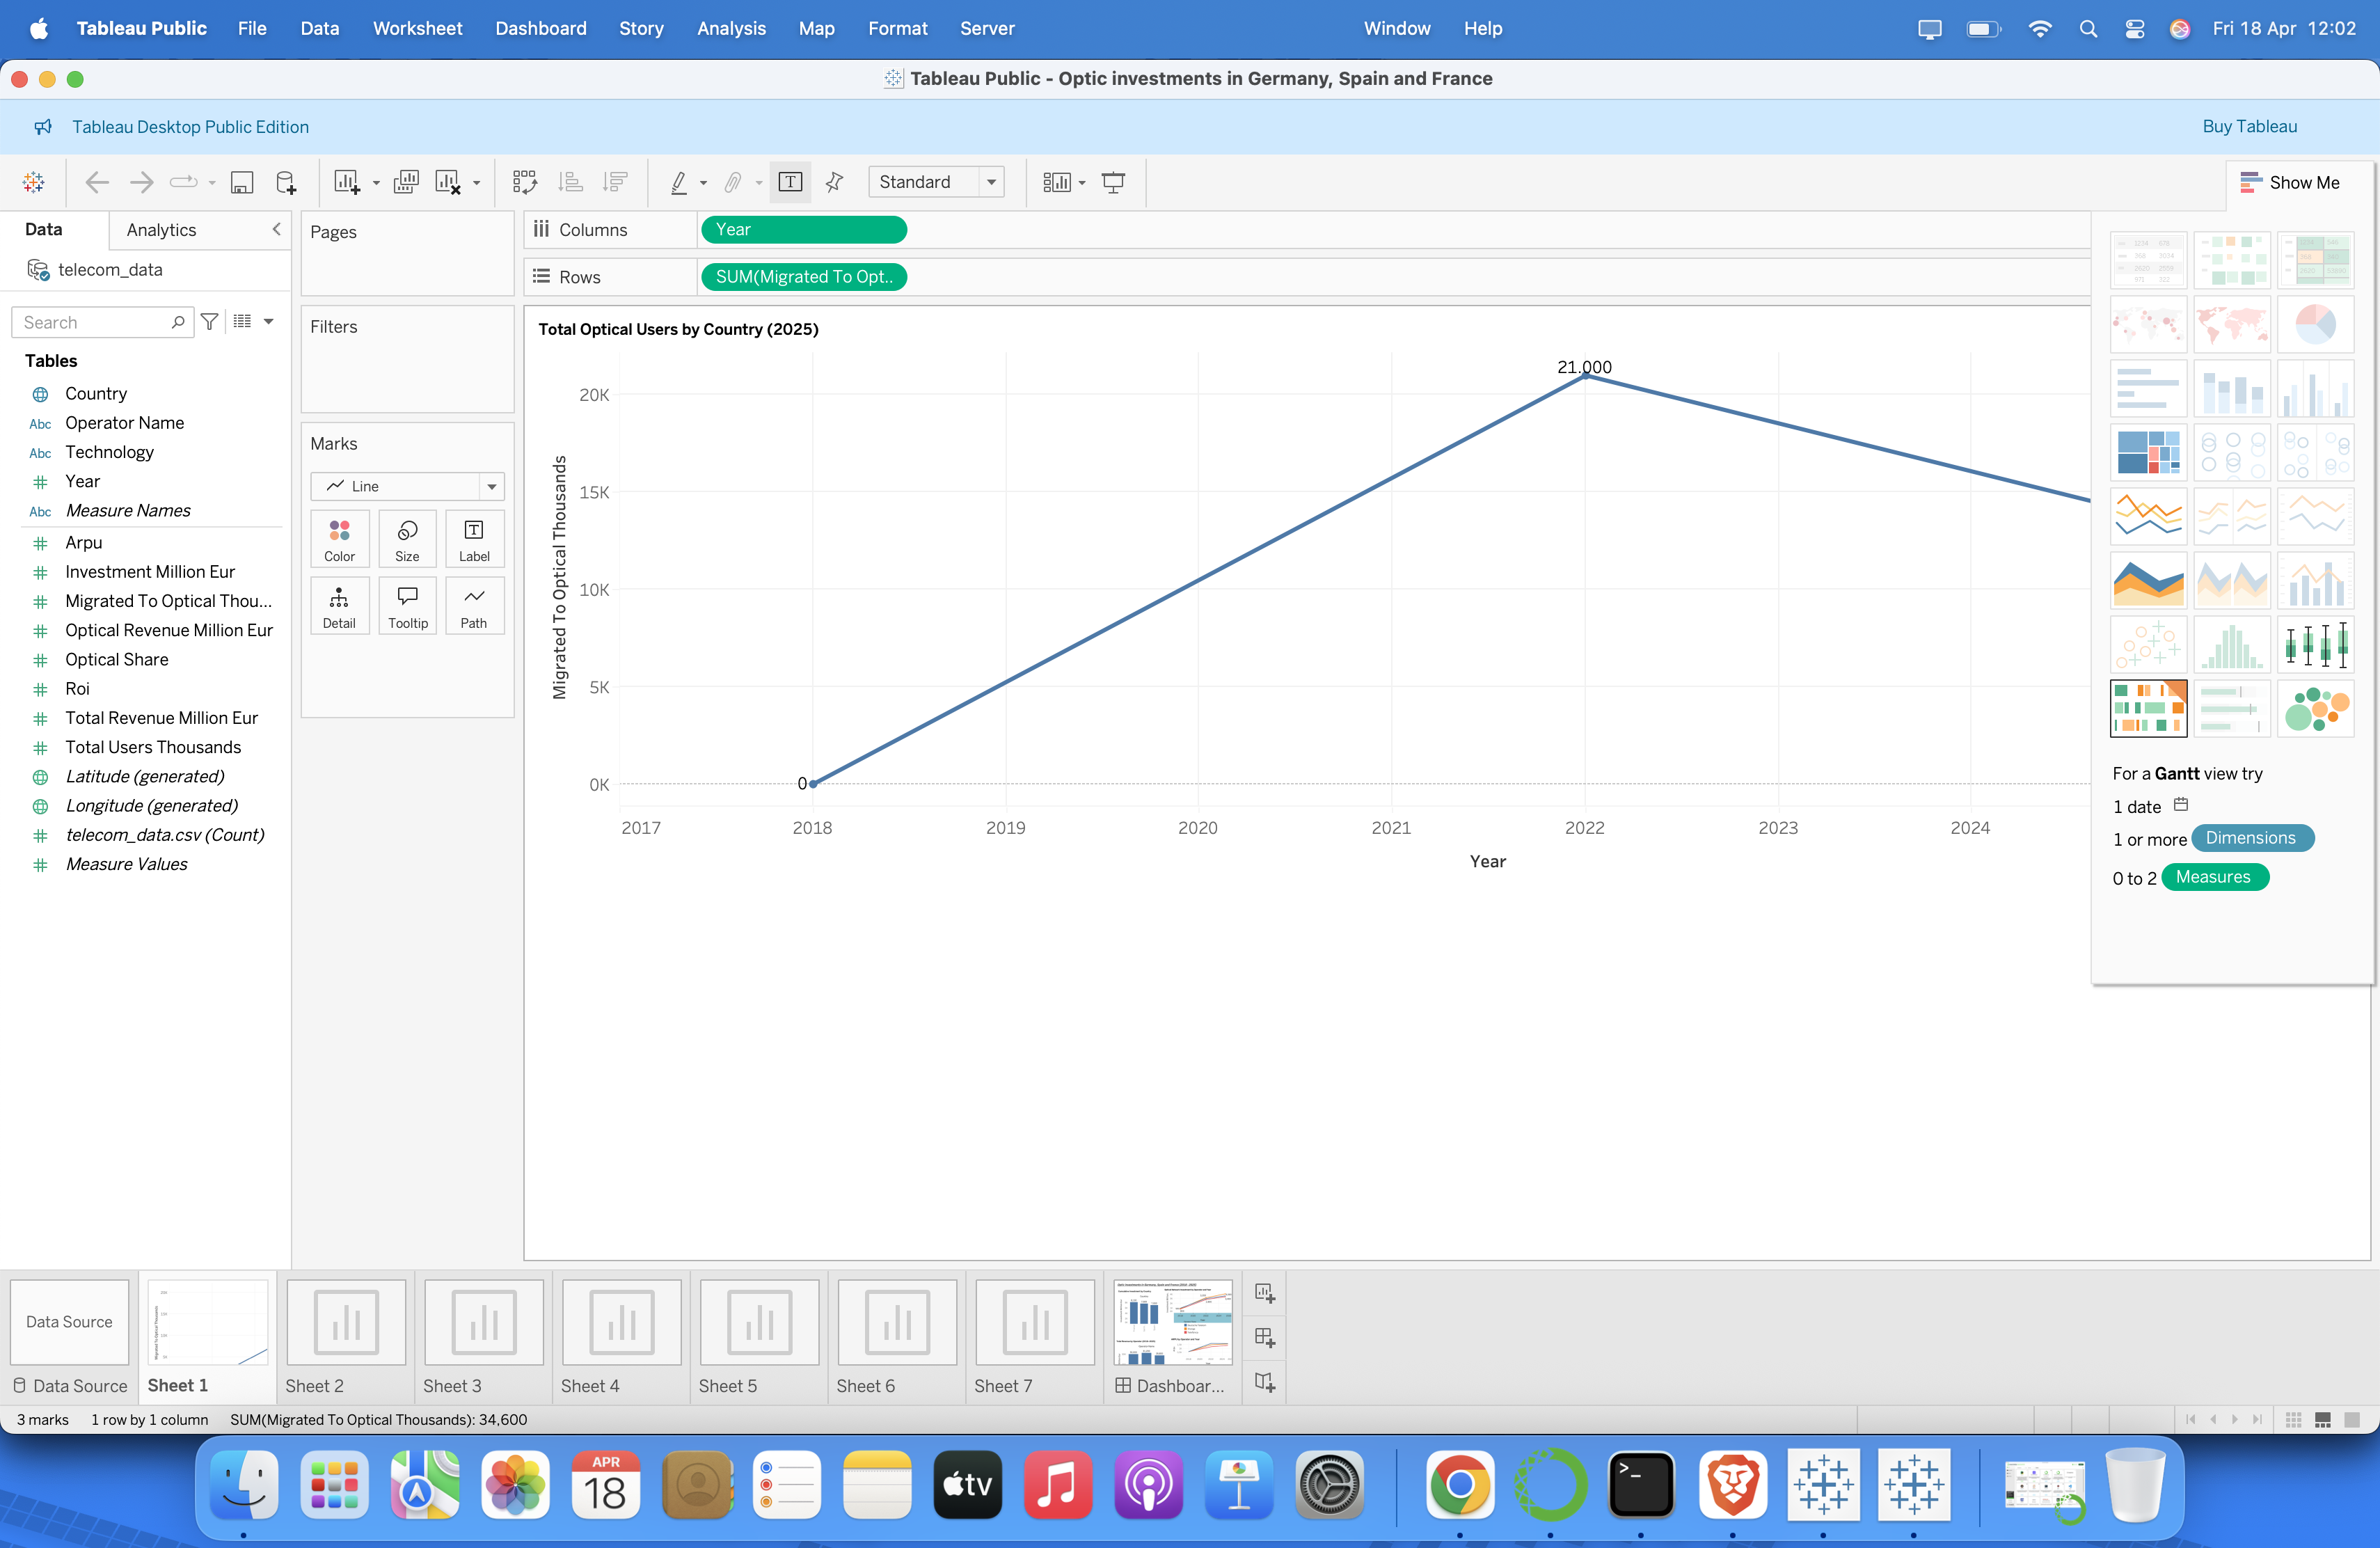 Tableau Public File Data Worksheet Dashboard Story Analysis Map Format Server Window Help Fri 18 Apr 12:02
Tableau Public - Optic investments in Germany, Spain and France
Tableau Desktop Public Edition Buy Tableau
Standard
Show Me
Data Analytics
telecom_data
Search
Tables
Country
Abc Operator Name
Abc Technology
Year
Abc Measure Names
Arpu
Investment Million Eur
Migrated To Optical Thou...
Optical Revenue Million Eur
Optical Share
Roi
Total Revenue Million Eur
Total Users Thousands
Latitude (generated)
Longitude (generated)
telecom_data.csv (Count)
Measure Values
Pages
Filters
Marks
Line
Color Size Label
Detail Tooltip Path
Columns Year
Rows SUM(Migrated To Opt..
Total Optical Users by Country (2025)
21.000
20K
15K
10K
5K
0K
0
Migrated To Optical Thousands
2017 2018 2019 2020 2021 2022 2023 2024
Year
For a Gantt view try
1 date
1 or more Dimensions
0 to 2 Measures
Data Source
Data Source Sheet 1 Sheet 2 Sheet 3 Sheet 4 Sheet 5 Sheet 6 Sheet 7 Dashboar...
3 marks 1 row by 1 column SUM(Migrated To Optical Thousands): 34,600
APR
18
tv